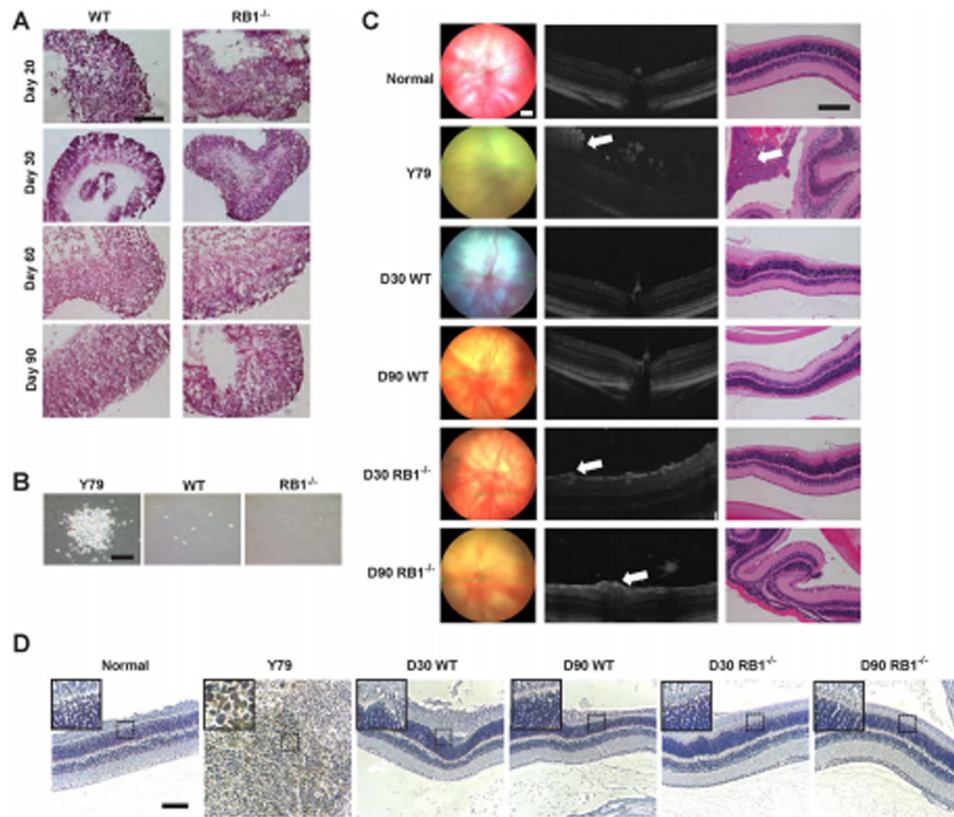 A
WT RB1-/-
Day 20
Day 30
Day 60
Day 90
B
Y79 WT RB1-/-
C
Normal
Y79
D30 WT
D90 WT
D30 RB1-/-
D90 RB1-/-
D
Normal Y79 D30 WT D90 WT D30 RB1-/- D90 RB1-/-